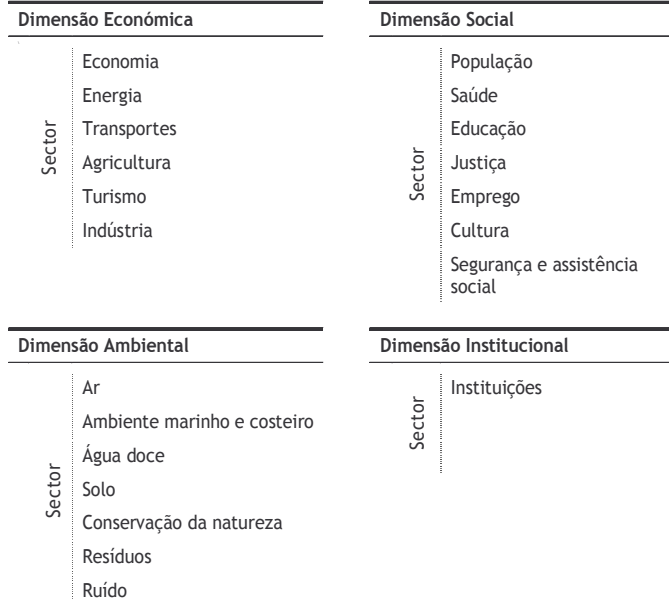 Dimensão Económica
Sector
Economia
Energia
Transportes
Agricultura
Turismo
Indústria
Dimensão Social
Sector
População
Saúde
Educação
Justiça
Emprego
Cultura
Segurança e assistência
social
Dimensão Ambiental
Sector
Ar
Ambiente marinho e costeiro
Água doce
Solo
Conservação da natureza
Resíduos
Ruído
Dimensão Institucional
Sector
Instituições